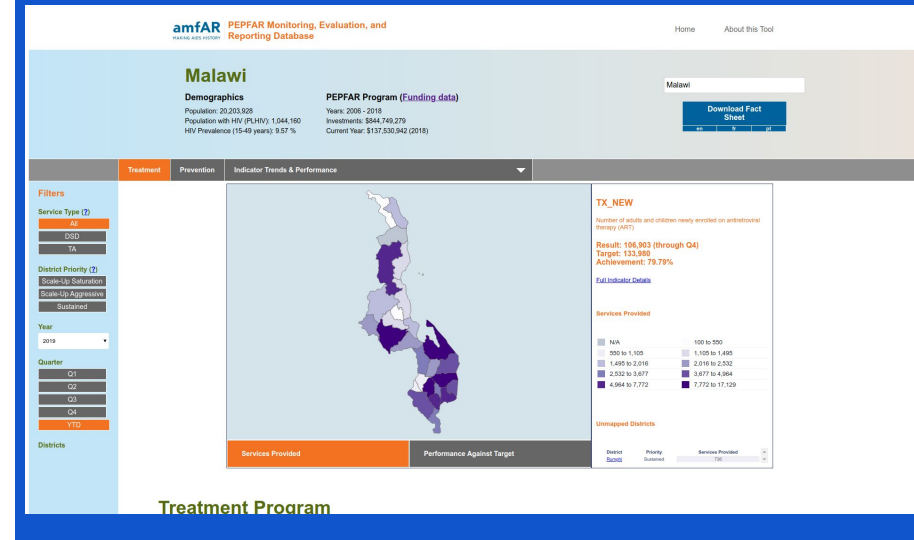 amfAR
MAKING AIDS HISTORY
PEPFAR Monitoring, Evaluation, and
Reporting Database
Home
About this Tool
Malawi
Demographics
Population: 20,203,928
Population with HIV (PLHIV): 1,044,160
HIV Prevalence (15-49 years): 9.57 %
PEPFAR Program (Funding data)
Years: 2006 - 2018
Investments: $844,749,279
Current Year: $137,530,942 (2018)
Malawi
Download Fact
Sheet
en fr pt
Treatment
Prevention
Indicator Trends & Performance
Filters
Service Type (?)
All
DSD
TA
District Priority (?)
Scale-Up Saturation
Scale-Up Aggressive
Sustained
Year
2019
Quarter
Q1
Q2
Q3
Q4
YTD
Districts
Services Provided
Performance Against Target
TX_NEW
Number of adults and children newly enrolled on antiretroviral
therapy (ART)
Result: 106,903 (through Q4)
Target: 133,980
Achievement: 79.79%
Full Indicator Details
Services Provided
N/A 100 to 550
550 to 1,105 1,105 to 1,495
1,495 to 2,016 2,016 to 2,532
2,532 to 3,677 3,677 to 4,964
4,964 to 7,772 7,772 to 17,129
Unmapped Districts
District Priority Services Provided
Rumphi Sustained 736
Treatment Program